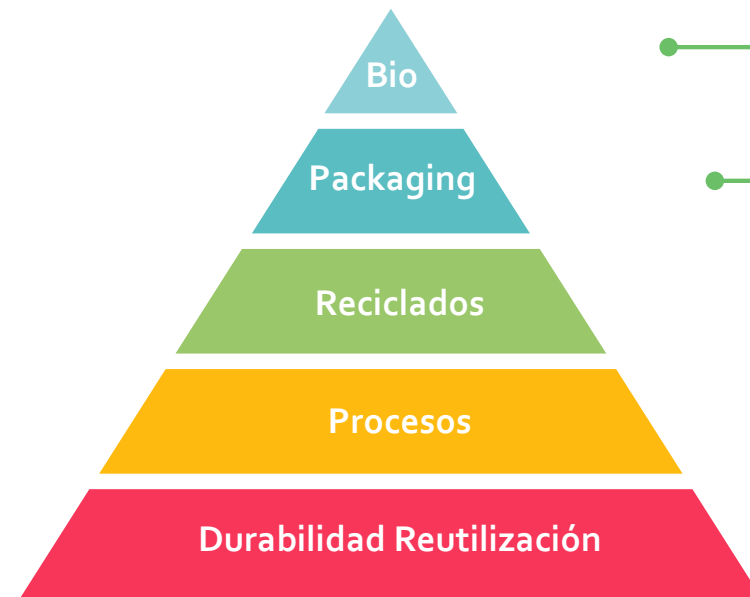 Bio
Packaging
Reciclados
Procesos
Durabilidad Reutilización